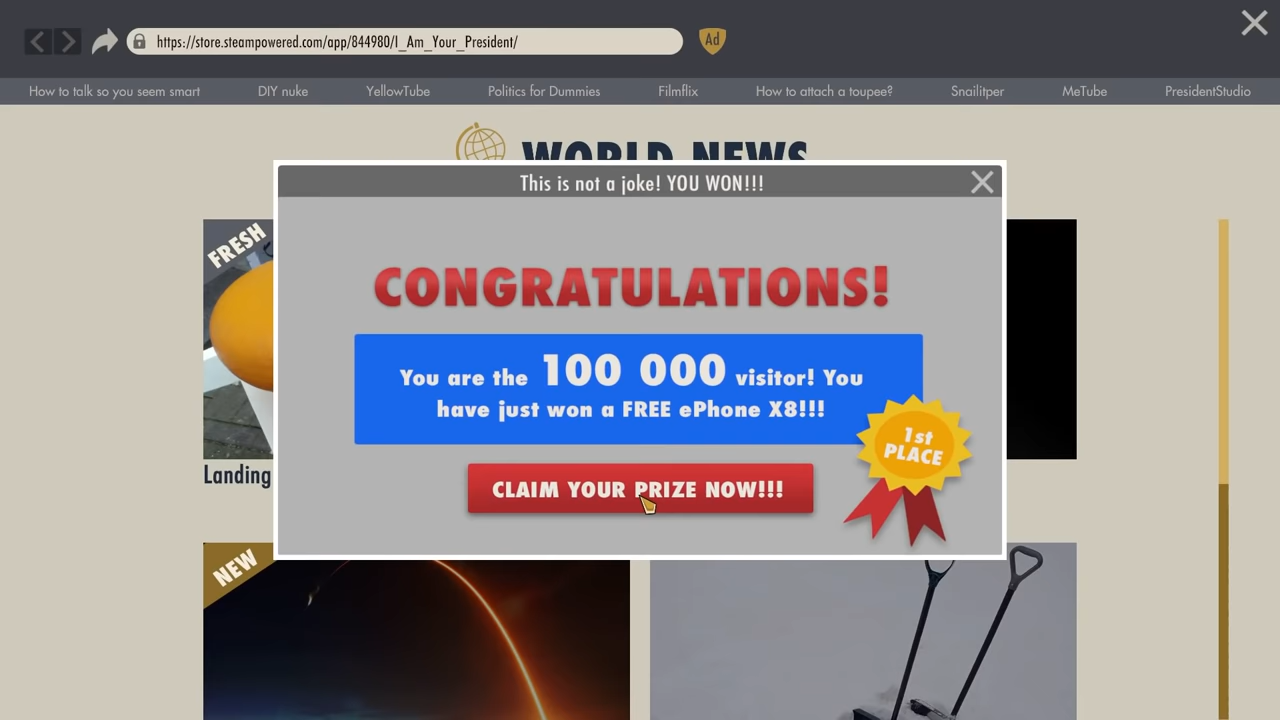 https://store.steampowered.com/app/844980/I_Am_Your_President/
Ad
How to talk so you seem smart
DIY nuke
YellowTube
Politics for Dummies
Filmflix
How to attach a toupee?
Snailitper
MeTube
PresidentStudio
WORLD NEWS
This is not a joke! YOU WON!!!
FRESH
CONGRATULATIONS!
You are the 100 000 visitor! You
have just won a FREE ePhone X8!!!
1st
PLACE
CLAIM YOUR PRIZE NOW!!!
Landing
NEW